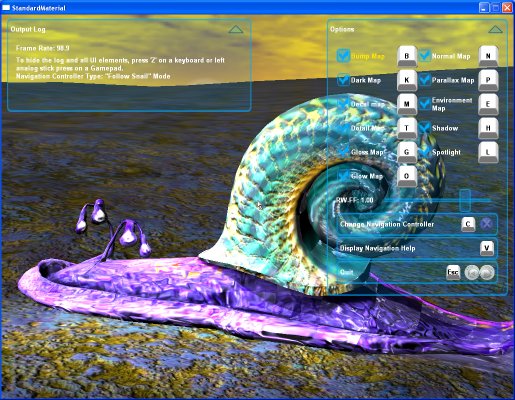 StandardMaterial
Output Log
Frame Rate: 98.9
To hide the log and all UI elements, press 'Z' on a keyboard or left
analog stick press on a Gamepad.
Navigation Controller Type: "Follow Snail" Mode
Options
Bump Map B Normal Map N
Dark Map K Parallax Map P
Decal map M Environment Map E
Detail Map T Shadow H
Gloss Map G Spotlight L
Glow Map O
RW-FF: 1.00
Change Navigation Controller C X
Display Navigation Help V
Quit Esc